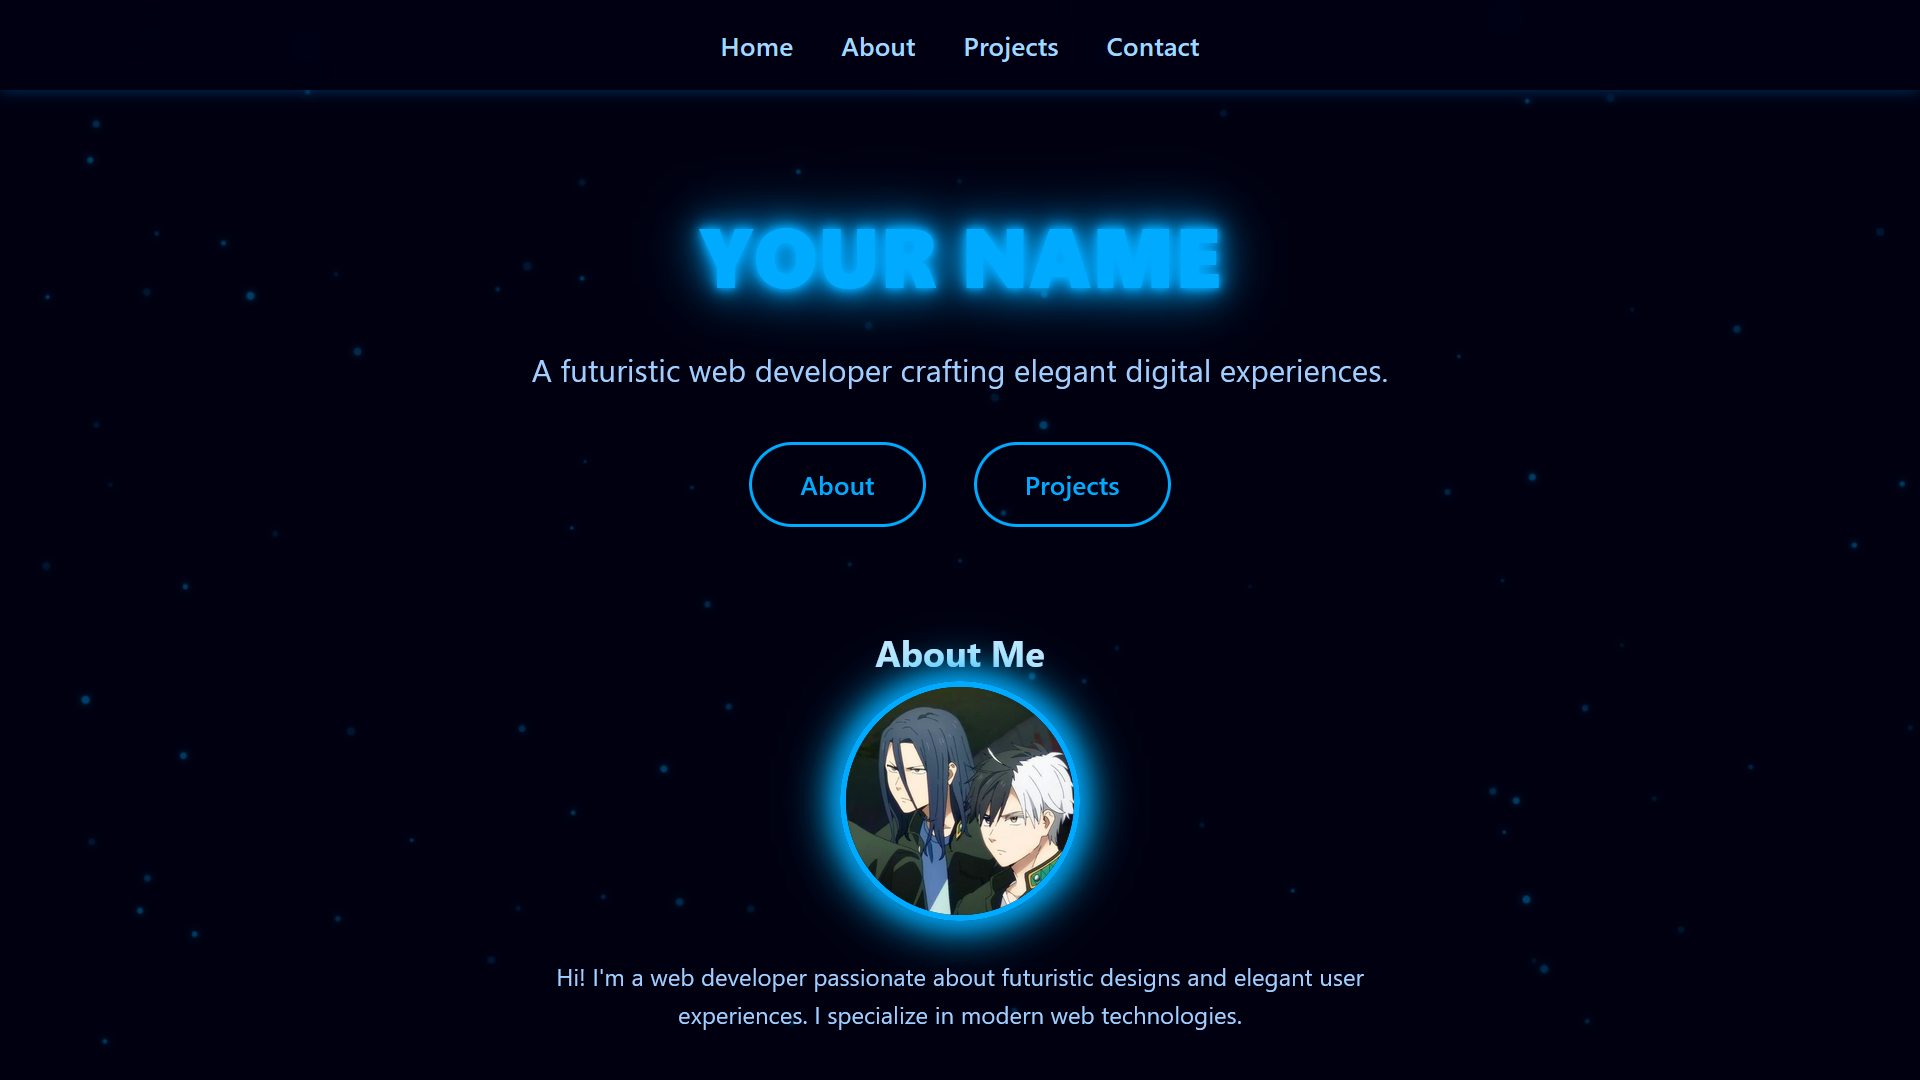 Home About Projects Contact
YOUR NAME
A futuristic web developer crafting elegant digital experiences.
About Projects
About Me
Hi! I'm a web developer passionate about futuristic designs and elegant user
experiences. I specialize in modern web technologies.